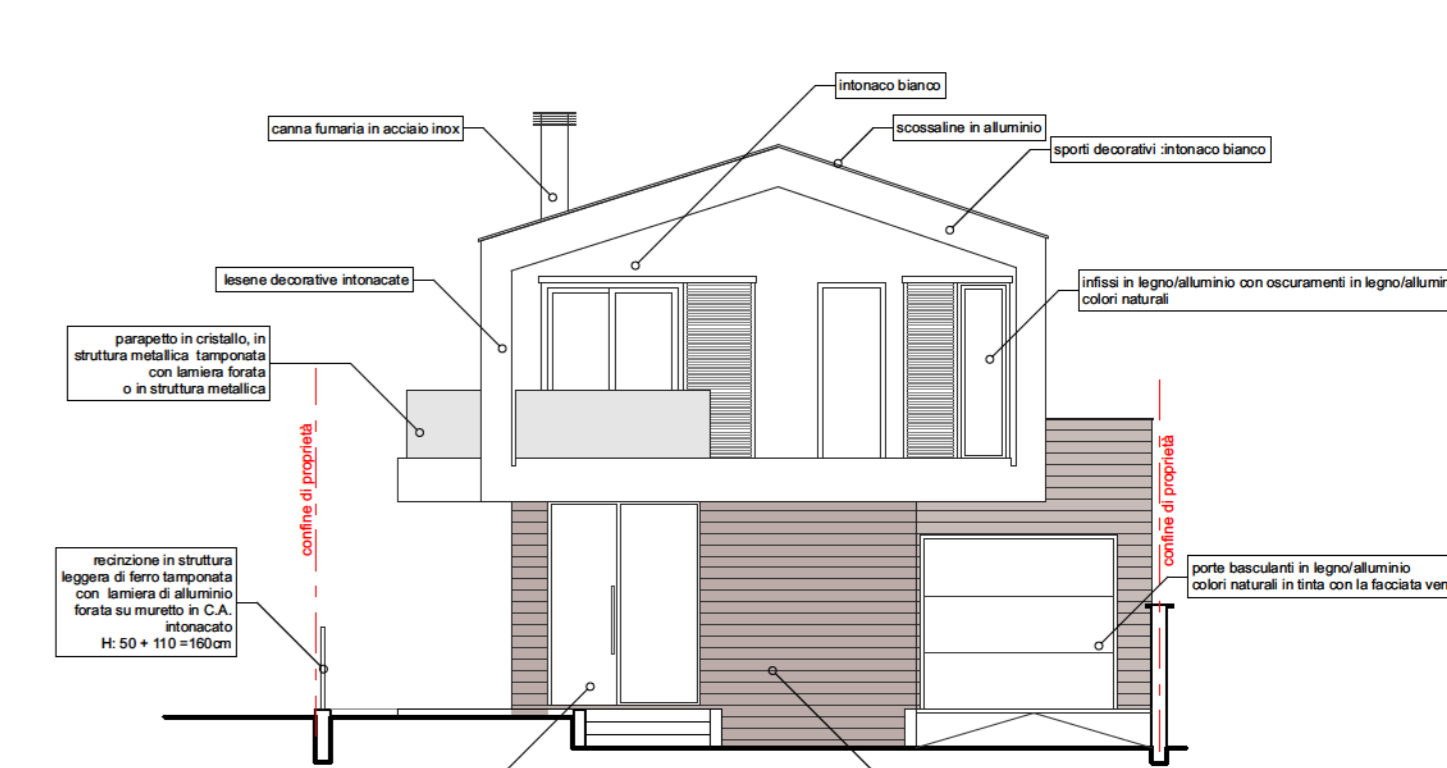 intonaco bianco
canna fumaria in acciaio inox
scossaline in alluminio
sporti decorativi :intonaco bianco
lesene decorative intonacate
infissi in legno/alluminio con oscuramenti in legno/allumin
colori naturali
parapetto in cristallo, in
struttura metallica tamponata
con lamiera forata
o in struttura metallica
confine di proprietà
confine di proprietà
recinzione in struttura
leggera di ferro tamponata
con lamiera di alluminio
forata su muretto in C.A.
intonacato
H: 50 + 110 =160cm
porte basculanti in legno/alluminio
colori naturali in tinta con la facciata ven